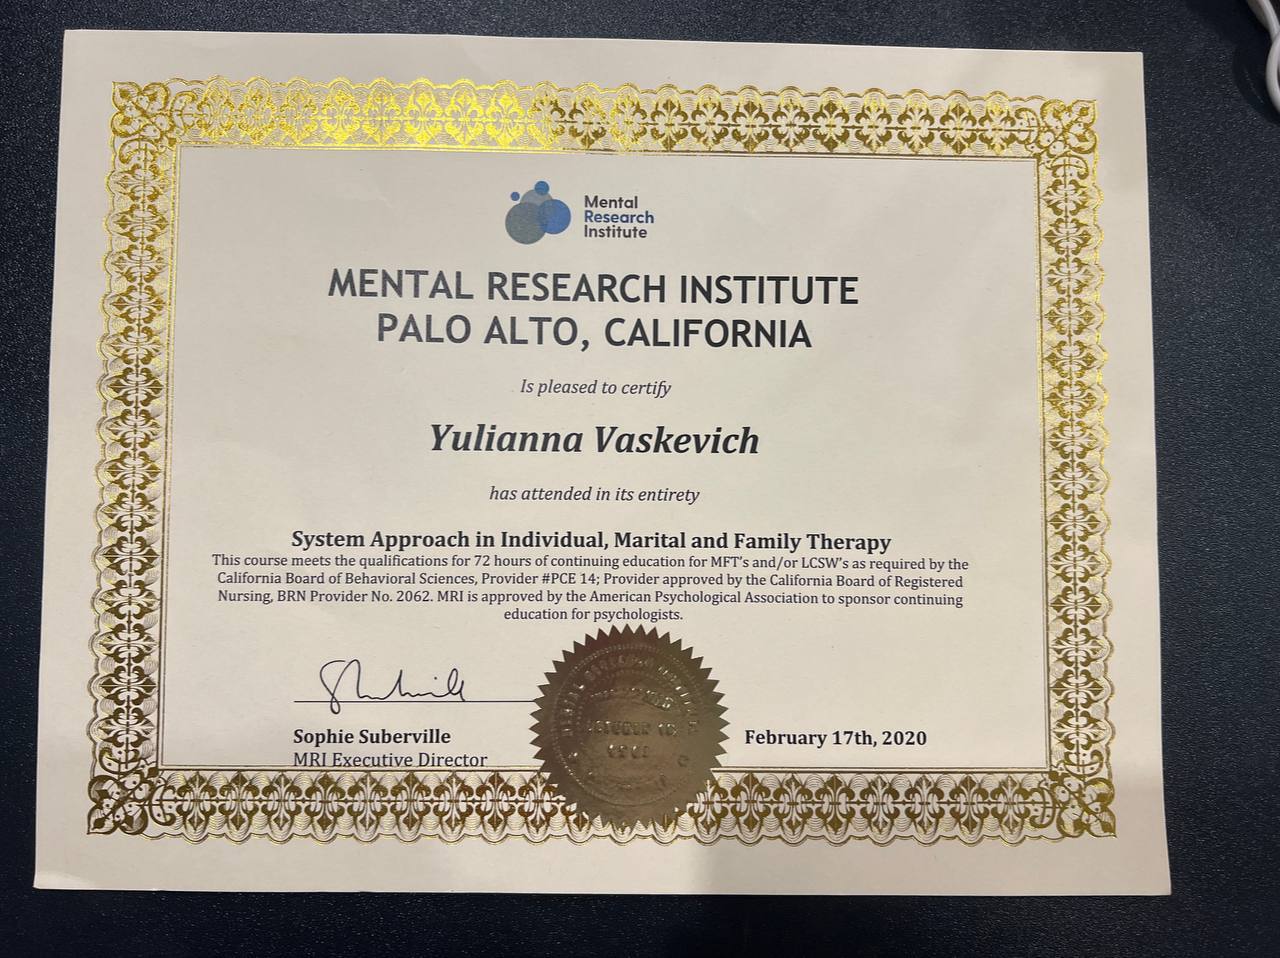 Mental
Research
Institute
MENTAL RESEARCH INSTITUTE
PALO ALTO, CALIFORNIA
Is pleased to certify
Yulianna Vaskevich
has attended in its entirety
System Approach in Individual, Marital and Family Therapy
This course meets the qualifications for 72 hours of continuing education for MFT's and/or LCSW's as required by the
California Board of Behavioral Sciences, Provider #PCE 14; Provider approved by the California Board of Registered
Nursing, BRN Provider No. 2062. MRI is approved by the American Psychological Association to sponsor continuing
education for psychologists.
Sophie Suberville
MRI Executive Director
February 17th, 2020